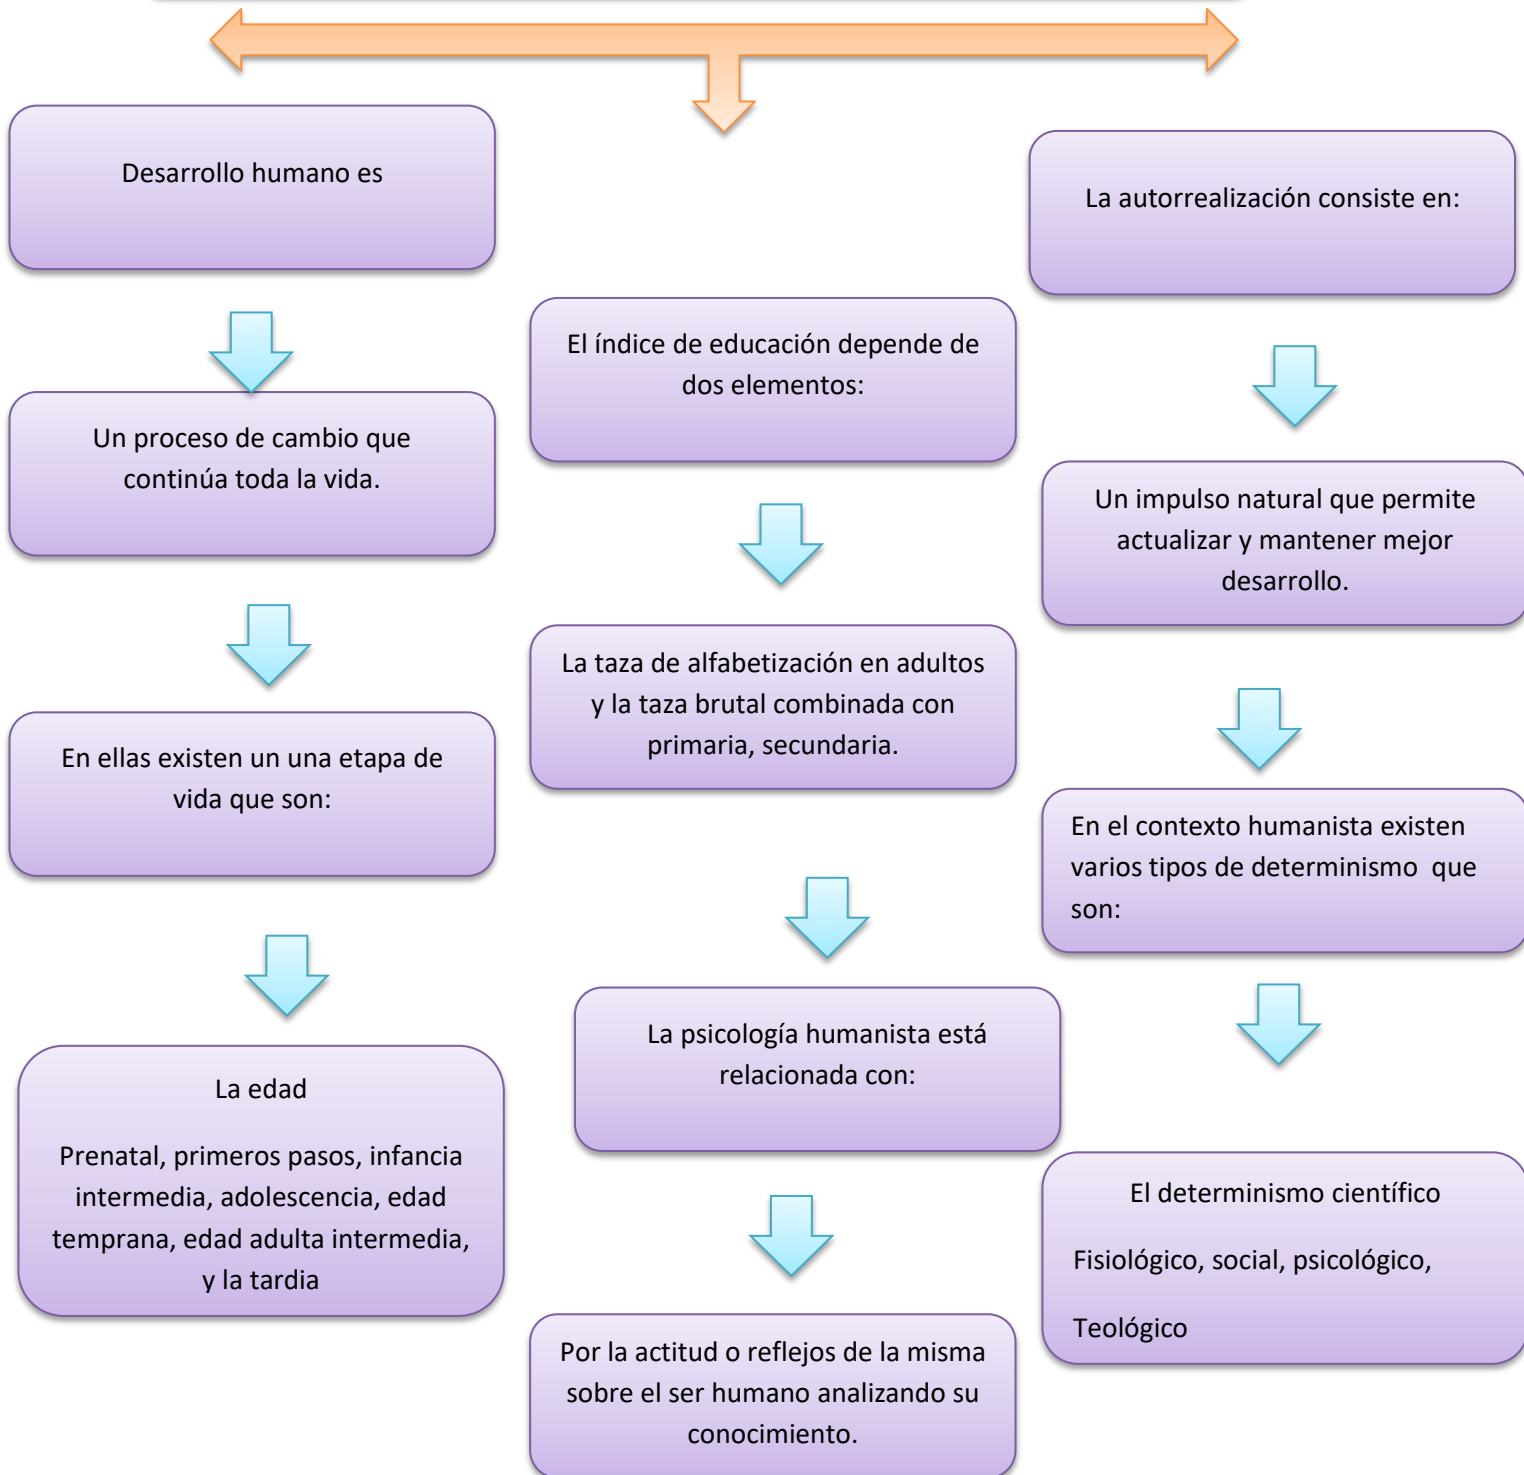 Desarrollo humano es
Un proceso de cambio que
continúa toda la vida.
En ellas existen un una etapa de
vida que son:
La edad
Prenatal, primeros pasos, infancia
intermedia, adolescencia, edad
temprana, edad adulta intermedia,
y la tardia
El índice de educación depende de
dos elementos:
La taza de alfabetización en adultos
y la taza brutal combinada con
primaria, secundaria.
La psicología humanista está
relacionada con:
Por la actitud o reflejos de la misma
sobre el ser humano analizando su
conocimiento.
La autorrealización consiste en:
Un impulso natural que permite
actualizar y mantener mejor
desarrollo.
En el contexto humanista existen
varios tipos de determinismo  que
son:
El determinismo científico
Fisiológico, social, psicológico,
Teológico